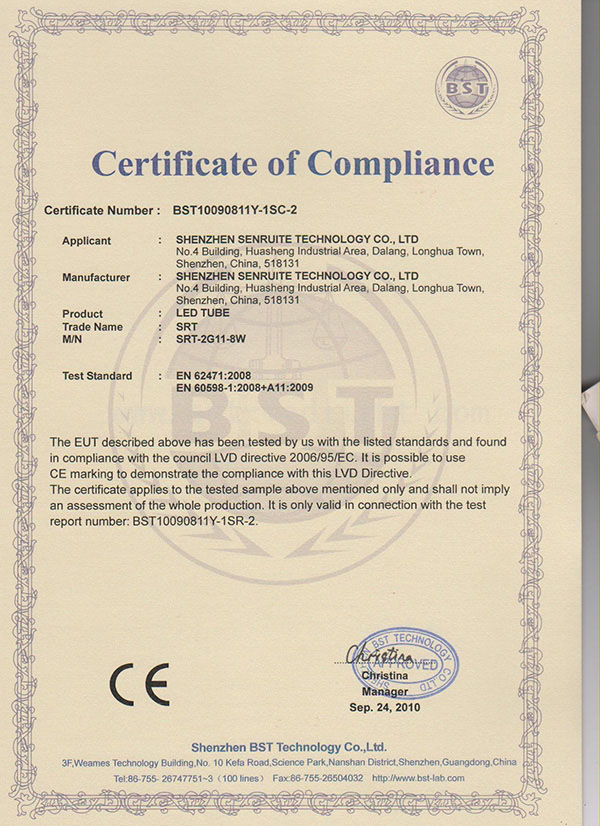 BST
Certificate of Compliance
Certificate Number : BST10090811Y-1SC-2
Applicant : SHENZHEN SENRUITE TECHNOLOGY CO., LTD
No.4 Building, Huasheng Industrial Area, Dalang, Longhua Town,
Shenzhen, China, 518131
Manufacturer : SHENZHEN SENRUITE TECHNOLOGY CO., LTD
No.4 Building, Huasheng Industrial Area, Dalang, Longhua Town,
Shenzhen, China, 518131
Product : LED TUBE
Trade Name : SRT
M/N : SRT-2G11-8W
Test Standard : EN 62471:2008
EN 60598-1:2008+A11:2009
BST
The EUT described above has been tested by us with the listed standards and found
in compliance with the council LVD directive 2006/95/EC. It is possible to use
CE marking to demonstrate the compliance with this LVD Directive.
The certificate applies to the tested sample above mentioned only and shall not imply
an assessment of the whole production. It is only valid in connection with the test
report number: BST10090811Y-1SR-2.
CE
Christina
SHENZHEN BST TECHNOLOGY CO LTD
APPROVED
Christina
Manager
Sep. 24, 2010
Shenzhen BST Technology Co.,Ltd.
3F,Weames Technology Building,No. 10 Kefa Road,Science Park,Nanshan District,Shenzhen,Guangdong,China
Tel:86-755- 26747751~3 (100 lines) Fax:86-755-26504032 http://www.bst-lab.com